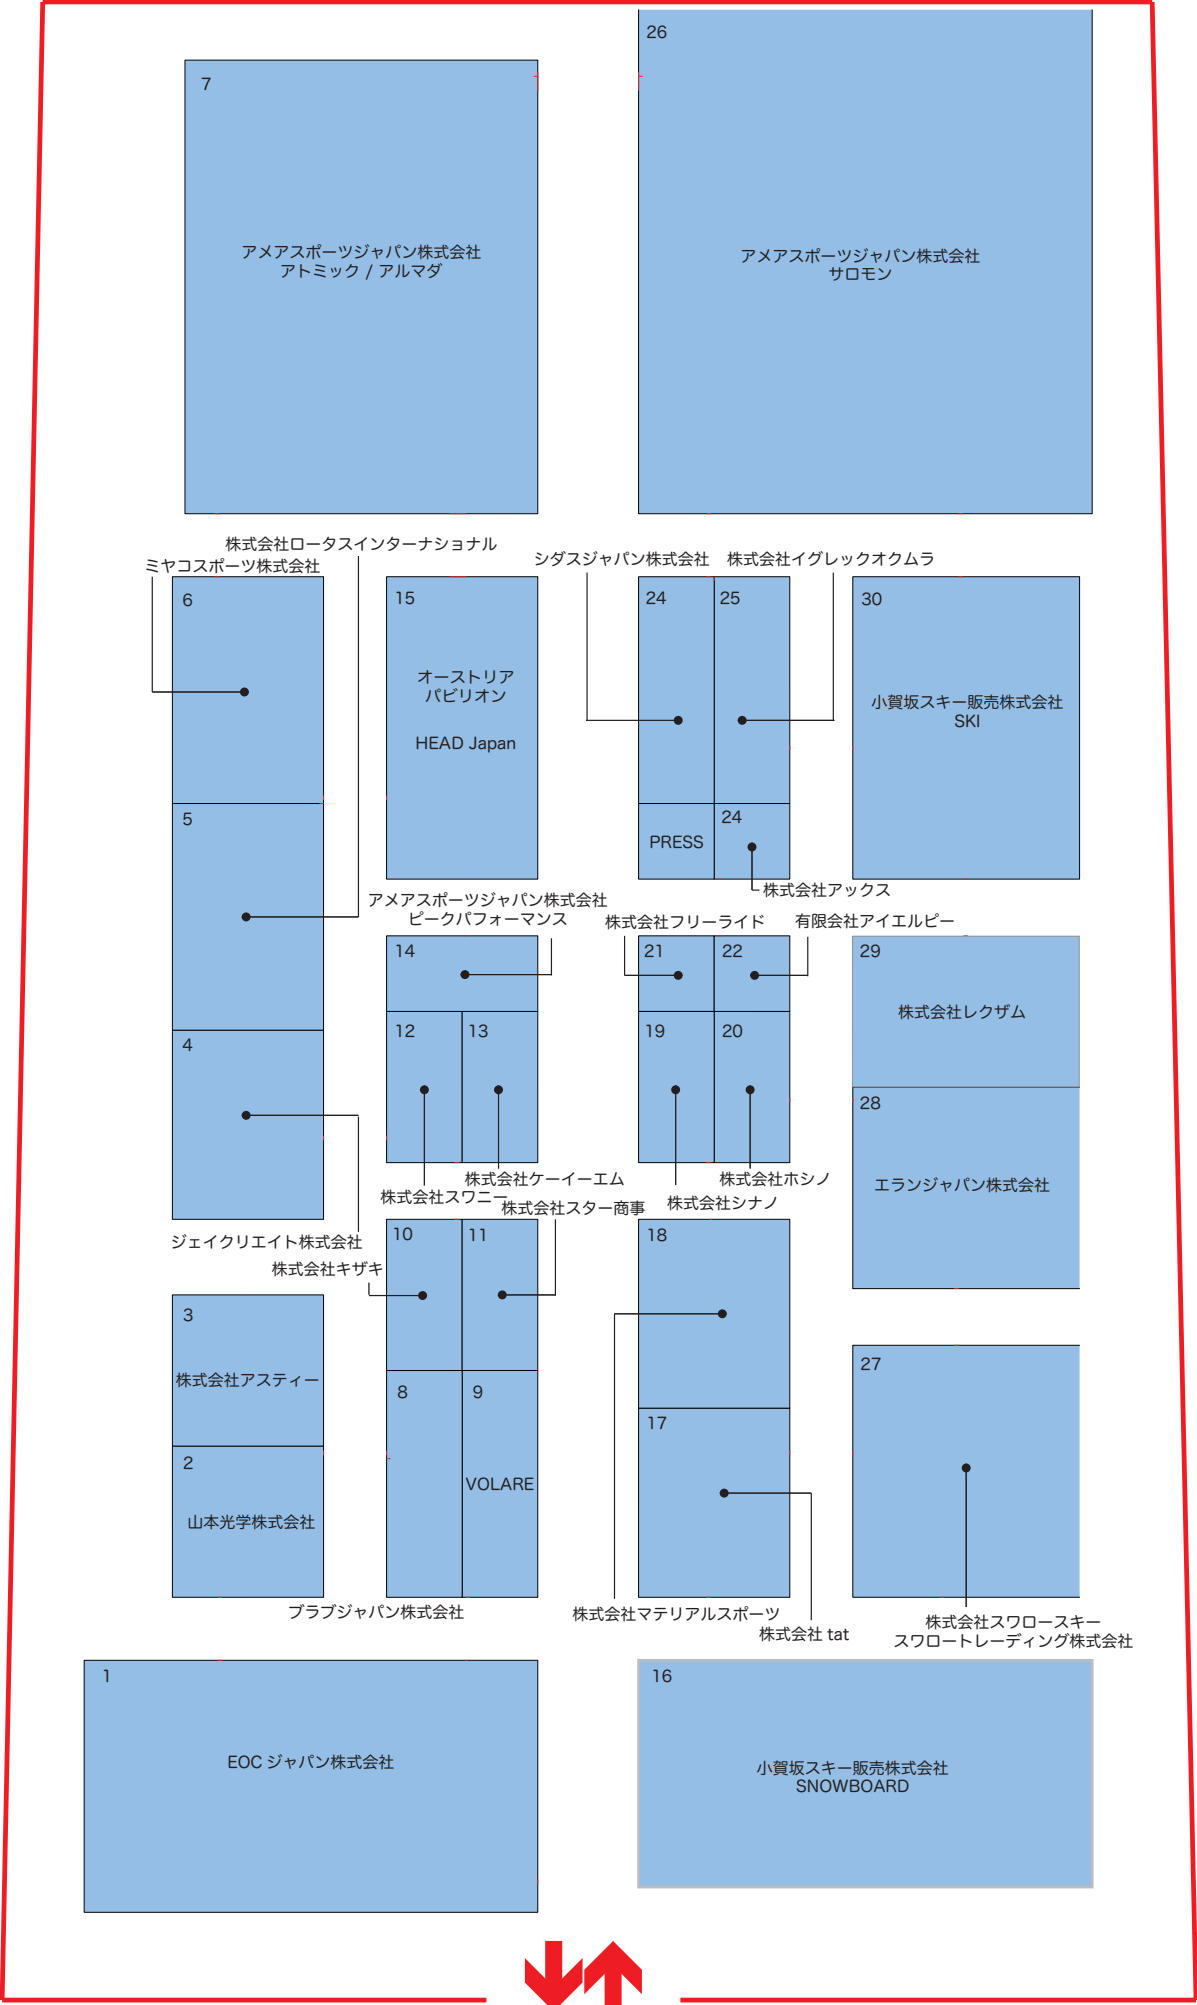 26
7
アメアスポーツジャパン株式会社
アトミック / アルマダ
アメアスポーツジャパン株式会社
サロモン
株式会社ロータスインターナショナル
ミヤコスポーツ株式会社
シダスジャパン株式会社
株式会社イグレックオクムラ
6
15
24
25
30
オーストリア
パビリオン
HEAD Japan
小賀坂スキー販売株式会社
SKI
5
PRESS
24
株式会社アックス
アメアスポーツジャパン株式会社
ピークパフォーマンス
株式会社フリーライド
有限会社アイエルピー
14
21
22
29
株式会社レクザム
4
12
13
19
20
28
エランジャパン株式会社
株式会社ケーイーエム
株式会社スワニー
株式会社スター商事
株式会社ホシノ
株式会社シナノ
ジェイクリエイト株式会社
株式会社キザキ
10
11
18
3
株式会社アスティー
27
8
9
17
2
VOLARE
山本光学株式会社
ブラブジャパン株式会社
株式会社マテリアルスポーツ
株式会社 tat
株式会社スワロースキー
スワロートレーディング株式会社
1
16
EOC ジャパン株式会社
小賀坂スキー販売株式会社
SNOWBOARD